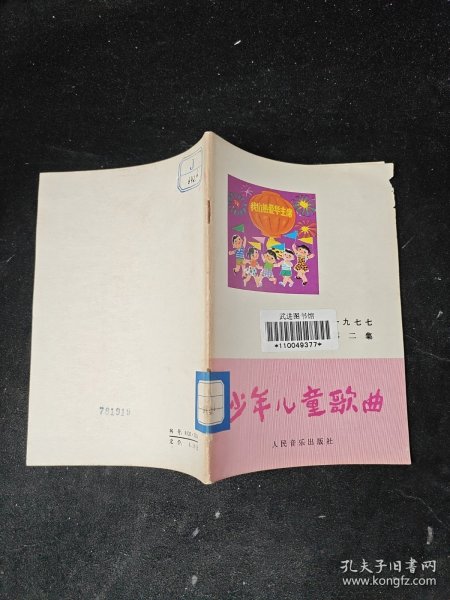 J
我们热爱华主席
一九七七
第二集
武进图书馆
*110049377*
少年儿童歌曲
人民音乐出版社
781919
孔夫子旧书网
www.kongfz.com